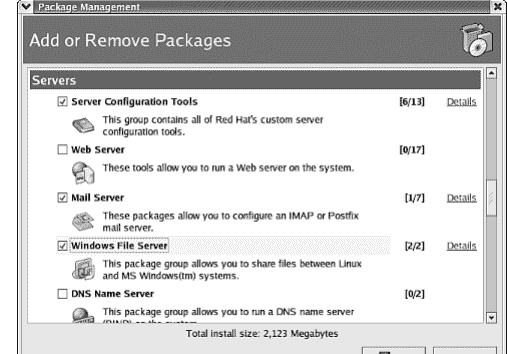 Package Management
Add or Remove Packages
Servers
Server Configuration Tools [6/13] Details
This group contains all of Red Hat's custom server
configuration tools.
Web Server [0/17]
These tools allow you to run a Web server on the system.
Mail Server [1/7] Details
These packages allow you to configure an IMAP or Postfix
mail server.
Windows File Server [2/2] Details
This package group allows you to share files between Linux
and MS Windows(tm) systems.
DNS Name Server [0/2]
This package group allows you to run a DNS name server
(BIND) on the system.
Total install size: 2,123 Megabytes